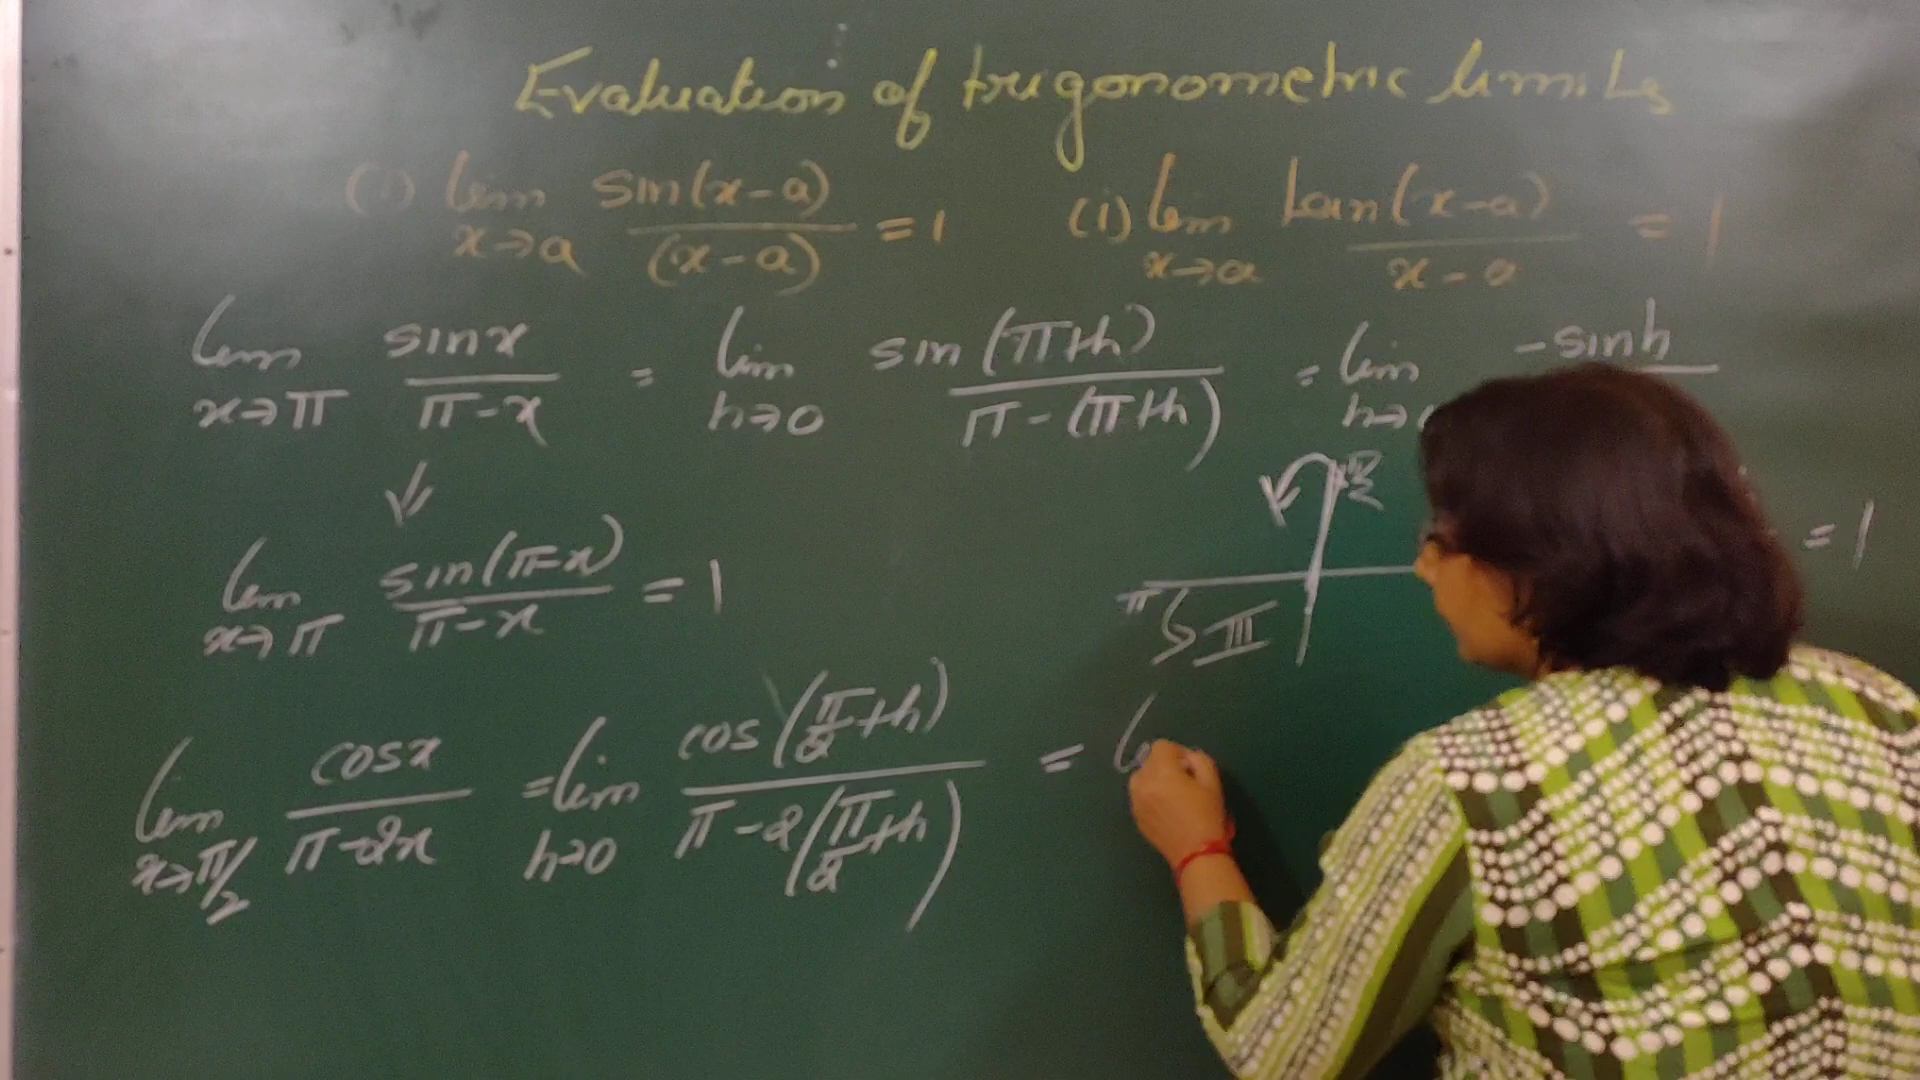 Evaluation of trigonometric limits
(i) lim x→a sin(x-a)/(x-a) = 1 (i) lim x→a tan(x-a)/x-a = 1
lim x→π sinx/π-x = lim h→0 sin(π+h)/π-(π+h) = lim h→ -sinh
π/2
= 1
lim x→π sin(π-x)/π-x = 1
π III
lim x→π/2 cosx/π-2x = lim h→0 cos(π/2+h)/π-2(π/2+h) =